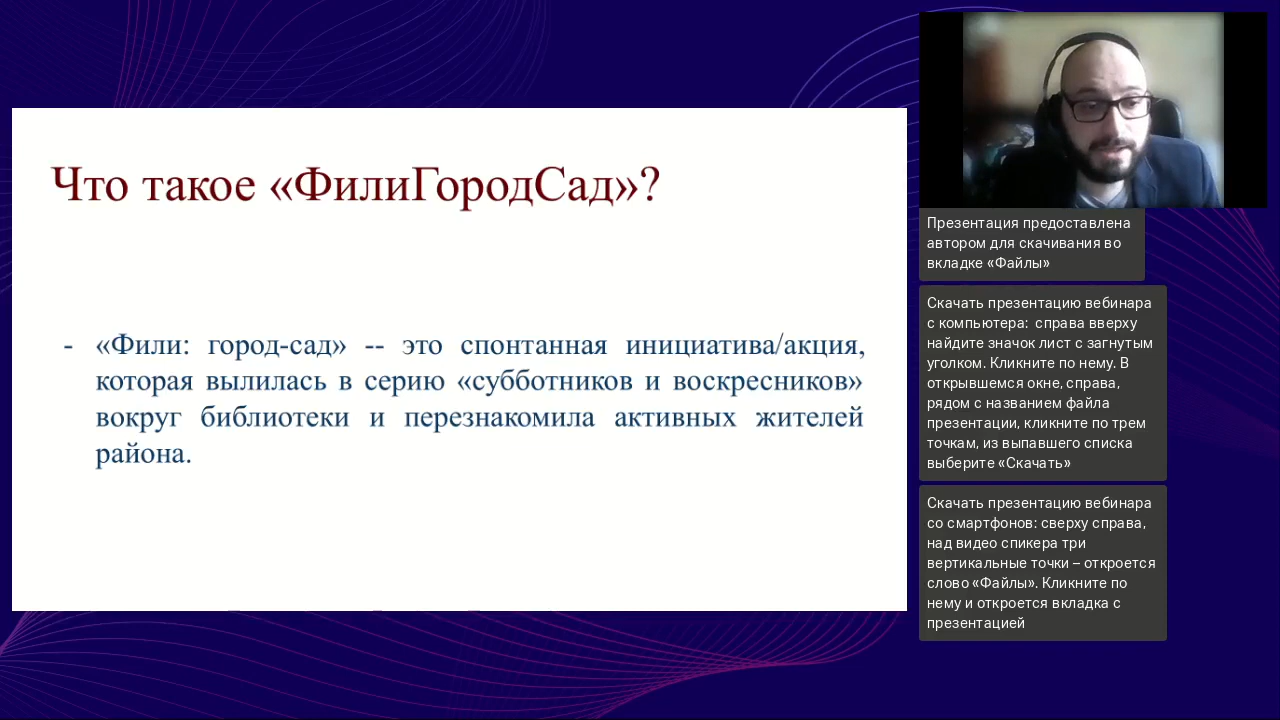 Что такое «ФилиГородСад»?
- «Фили: город-сад» -- это спонтанная инициатива/акция,
которая вылилась в серию «субботников и воскресников»
вокруг библиотеки и перезнакомила активных жителей
района.
Презентация предоставлена
автором для скачивания во
вкладке «Файлы»
Скачать презентацию вебинара
с компьютера: справа вверху
найдите значок лист с загнутым
уголком. Кликните по нему. В
открывшемся окне, справа,
рядом с названием файла
презентации, кликните по трем
точкам, из выпавшего списка
выберите «Скачать»
Скачать презентацию вебинара
со смартфонов: сверху справа,
над видео спикера три
вертикальные точки – откроется
слово «Файлы». Кликните по
нему и откроется вкладка с
презентацией